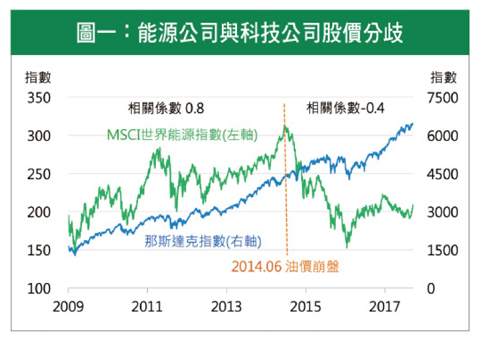 圖一：能源公司與科技公司股價分歧
指數
指數
350
7500
相關係數 0.8
相關係數-0.4
300
MSCI世界能源指數(左軸)
6000
250
4500
200
3000
150
那斯達克指數(右軸)
1500
2014.06 油價崩盤
100
0
2009
2011
2013
2015
2017